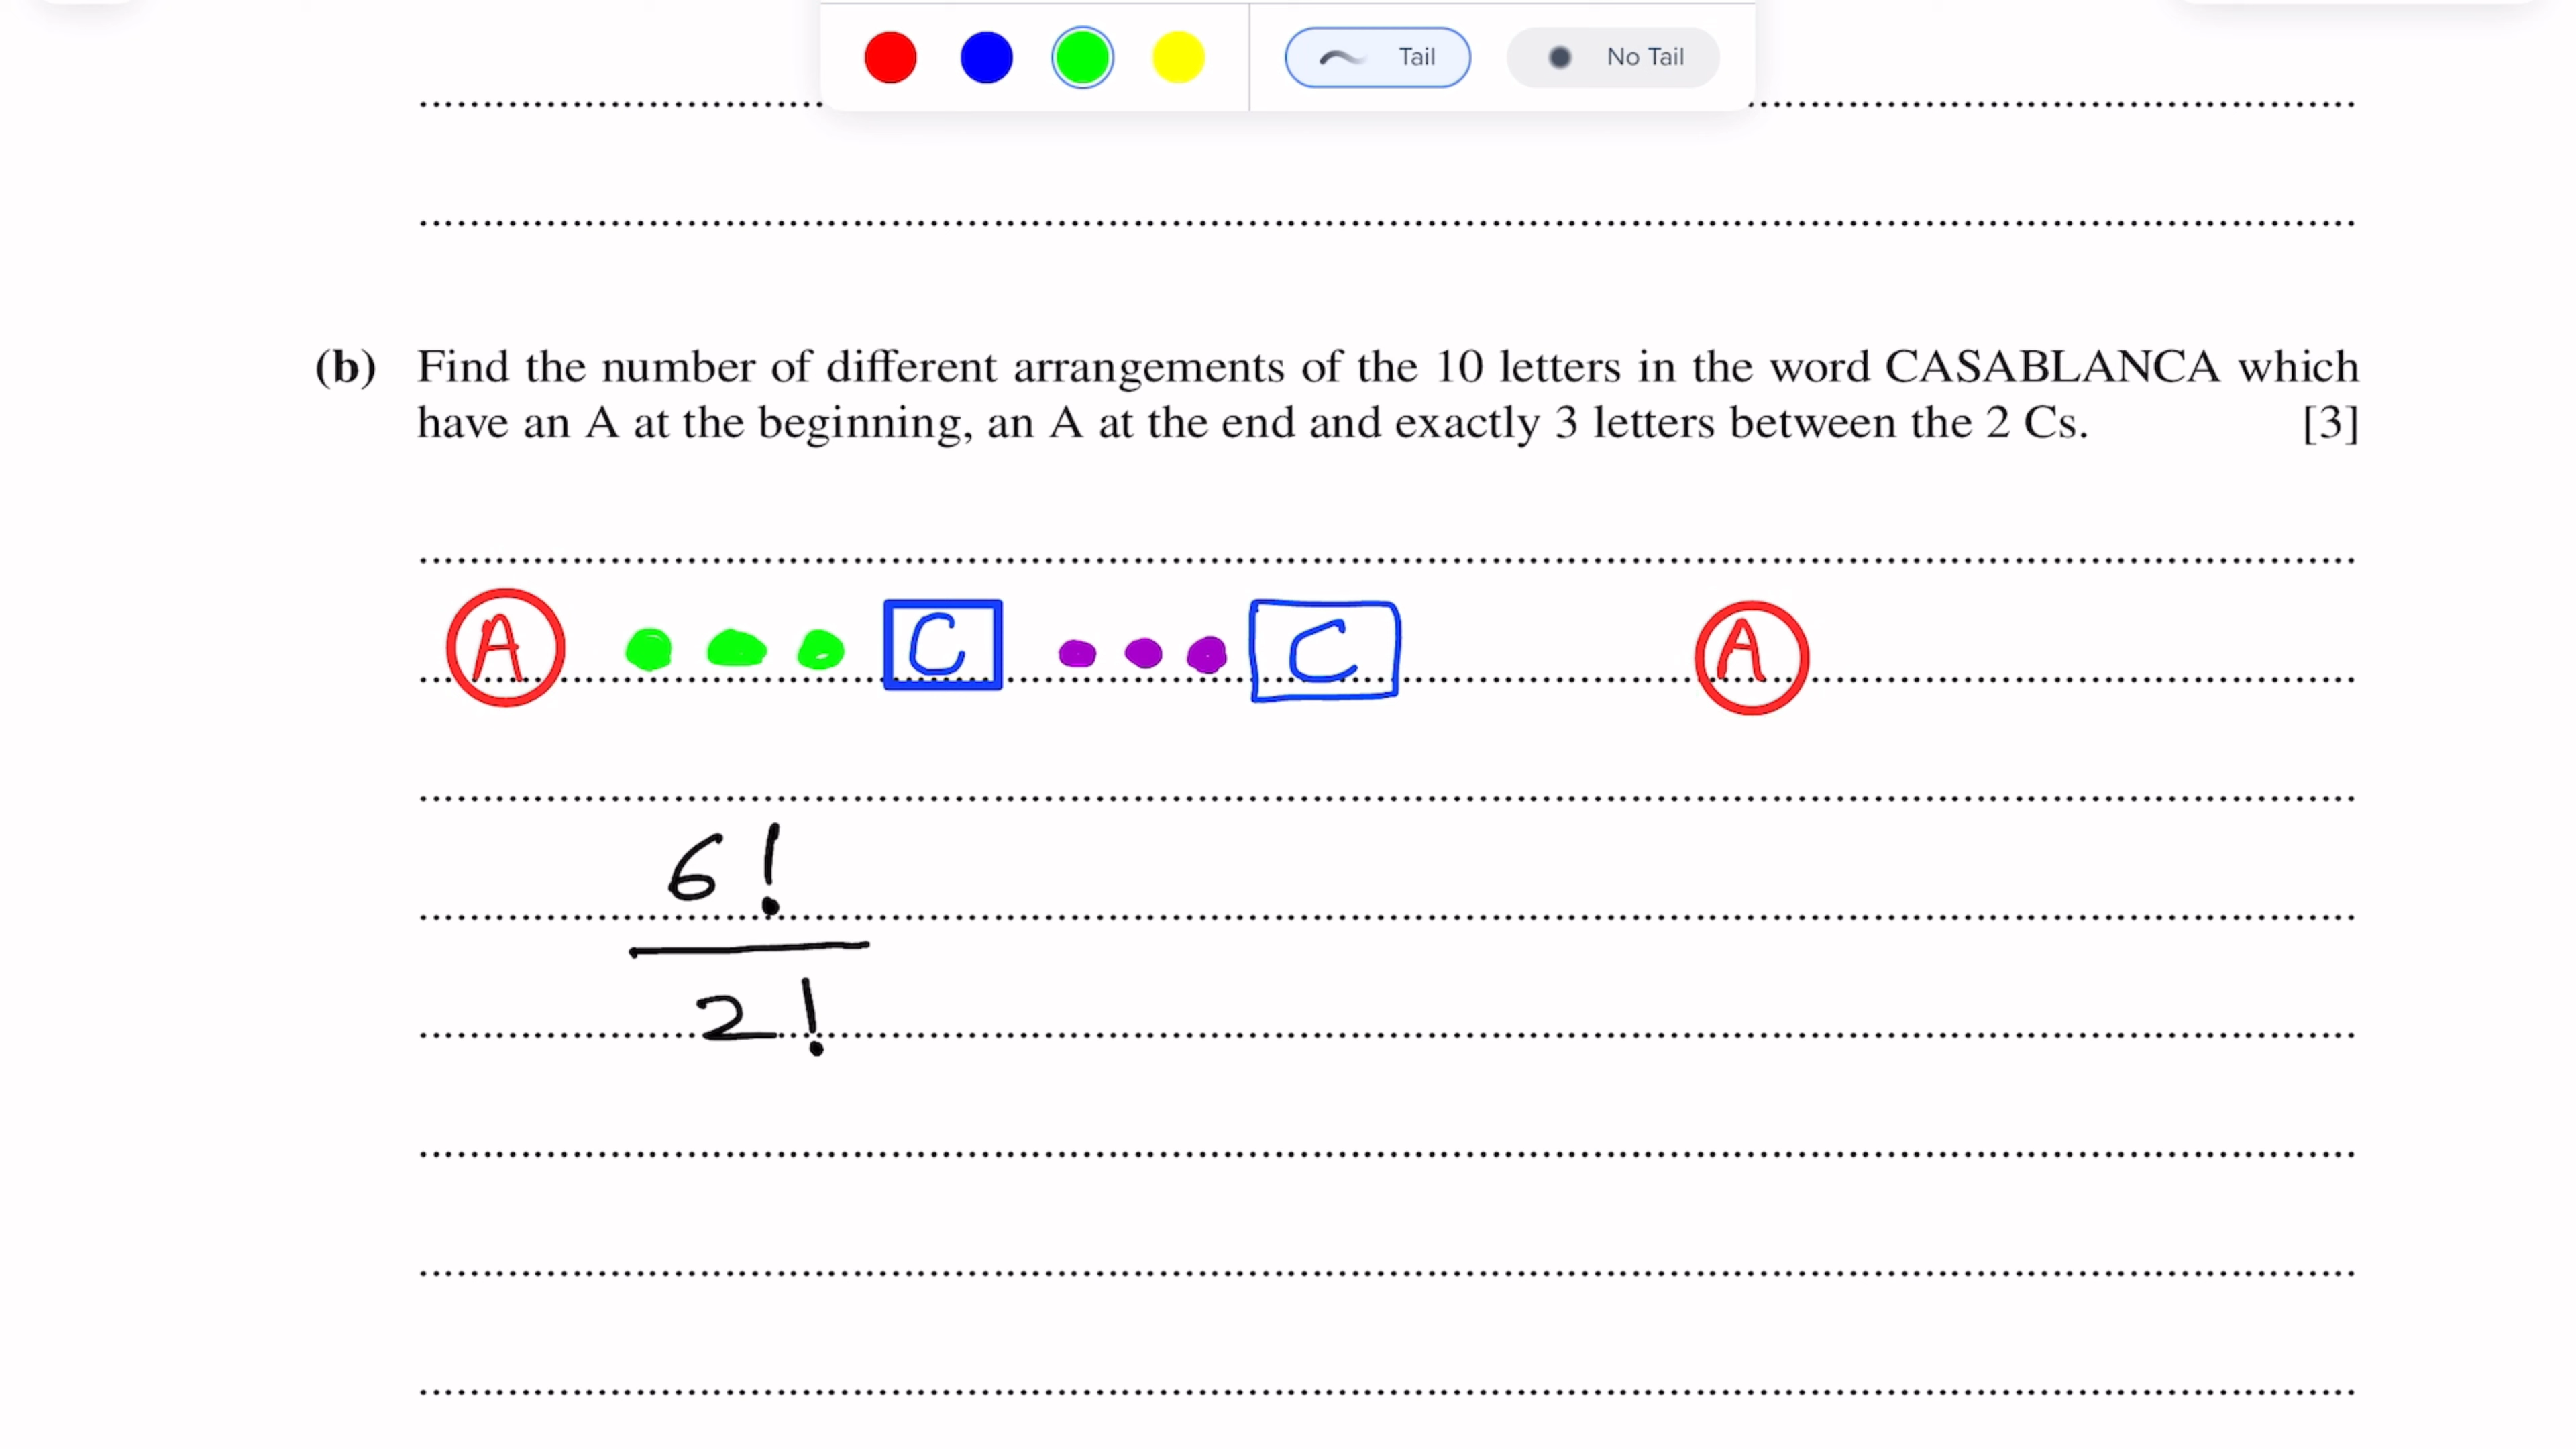 Tail No Tail
(b) Find the number of different arrangements of the 10 letters in the word CASABLANCA which
have an A at the beginning, an A at the end and exactly 3 letters between the 2 Cs. [3]
A C C A
6!
2!